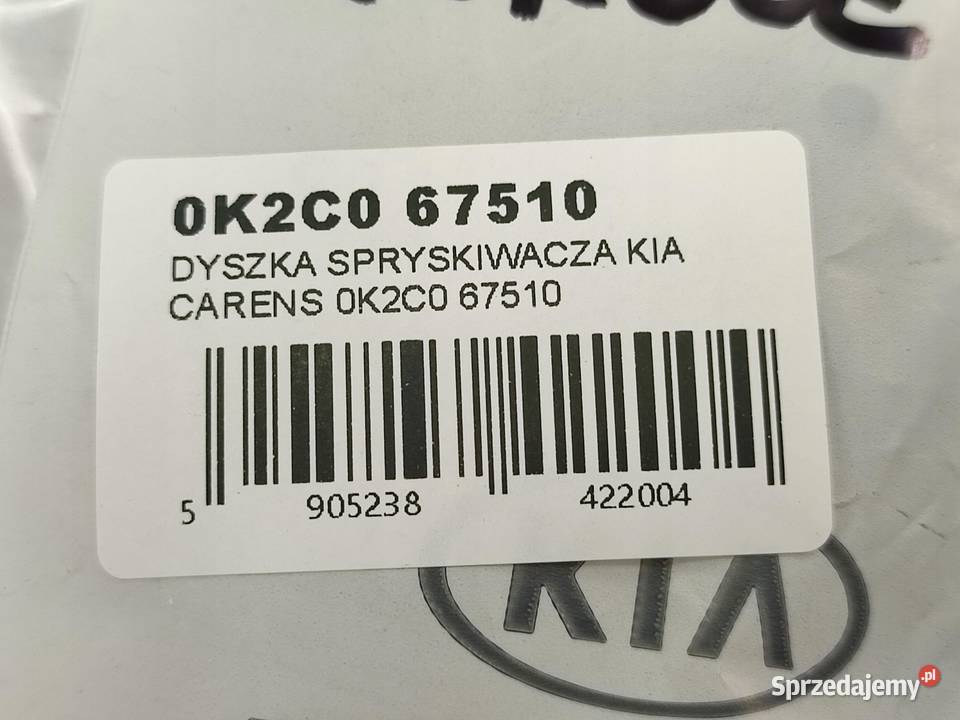 0K2C0 67510
DYSZKA SPRYSKIWACZA KIA
CARENS 0K2C0 67510
5 905238 422004
KIA
Sprzedajemy.pl